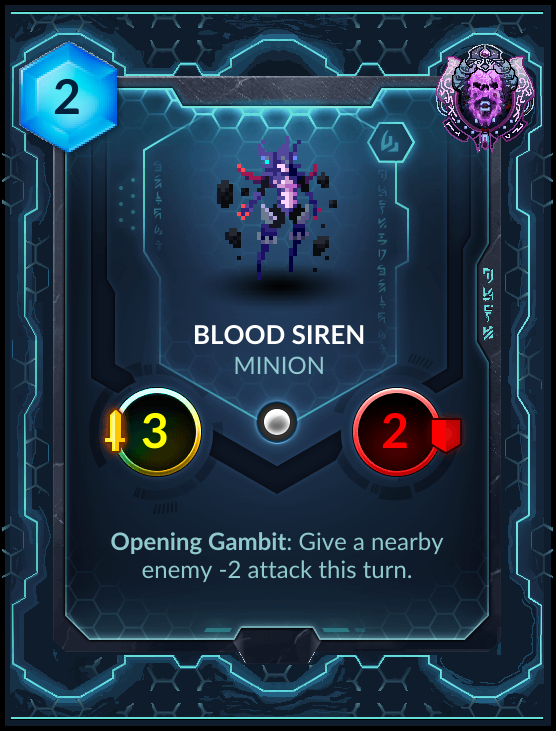 2
BLOOD SIREN
MINION
3
2
Opening Gambit: Give a nearby
enemy -2 attack this turn.